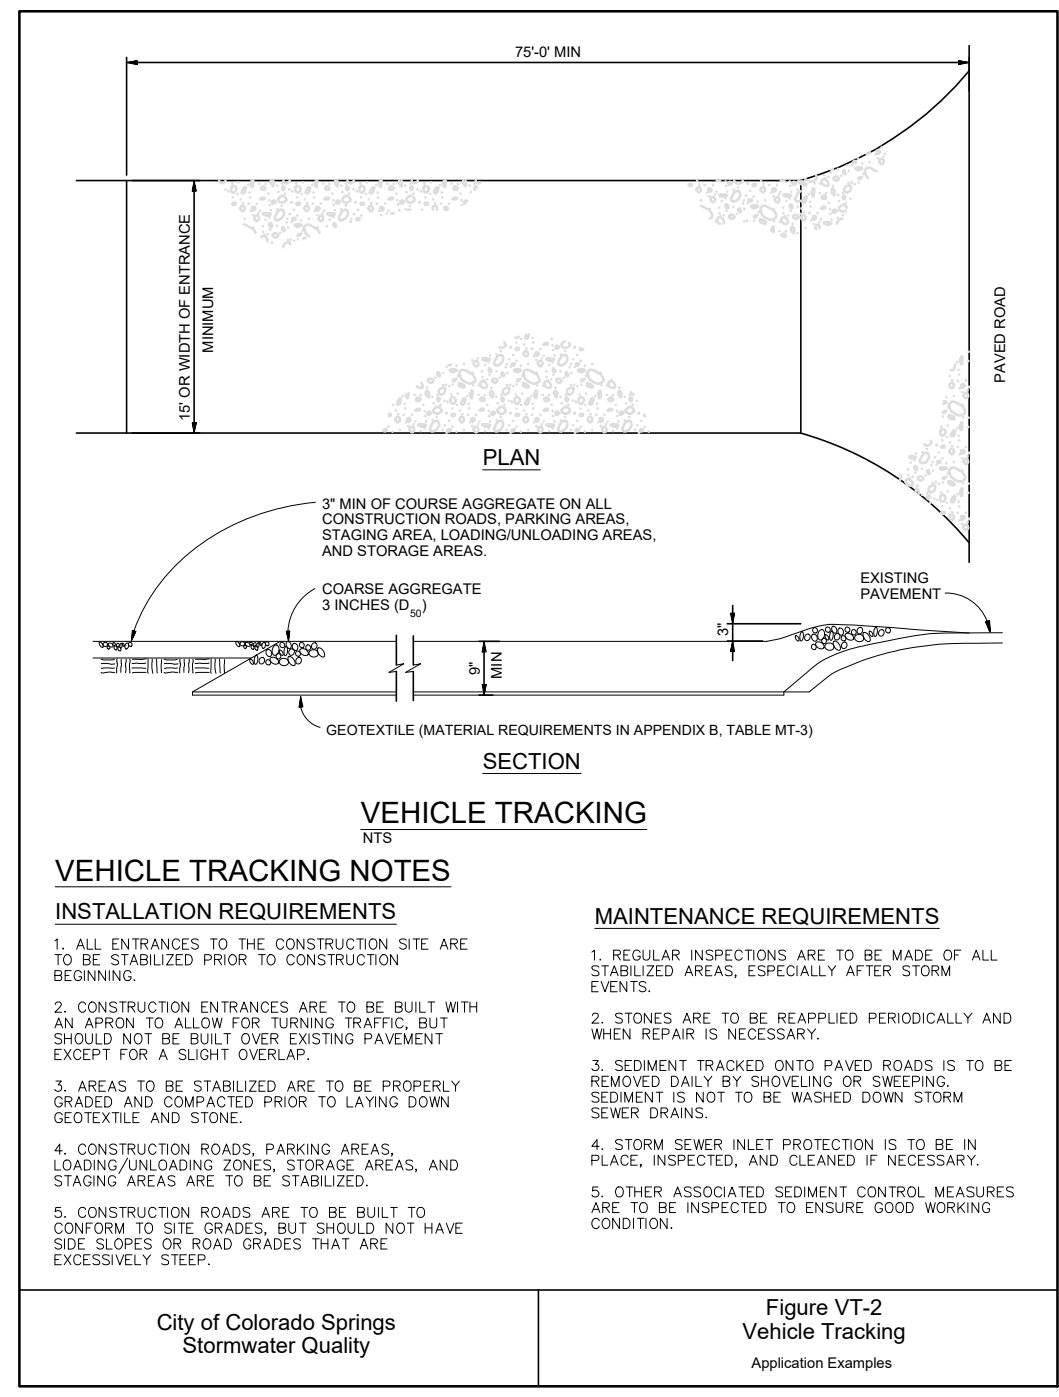 75'-0' MIN
15' OR WIDTH OF ENTRANCE
MINIMUM
PAVED ROAD
PLAN
3" MIN OF COURSE AGGREGATE ON ALL
CONSTRUCTION ROADS, PARKING AREAS,
STAGING AREA, LOADING/UNLOADING AREAS,
AND STORAGE AREAS.
COARSE AGGREGATE
3 INCHES (D50)
EXISTING
PAVEMENT
3"
9"
MIN
GEOTEXTILE (MATERIAL REQUIREMENTS IN APPENDIX B, TABLE MT-3)
SECTION
VEHICLE TRACKING
NTS
VEHICLE TRACKING NOTES
INSTALLATION REQUIREMENTS
1. ALL ENTRANCES TO THE CONSTRUCTION SITE ARE
TO BE STABILIZED PRIOR TO CONSTRUCTION
BEGINNING.
2. CONSTRUCTION ENTRANCES ARE TO BE BUILT WITH
AN APRON TO ALLOW FOR TURNING TRAFFIC, BUT
SHOULD NOT BE BUILT OVER EXISTING PAVEMENT
EXCEPT FOR A SLIGHT OVERLAP.
3. AREAS TO BE STABILIZED ARE TO BE PROPERLY
GRADED AND COMPACTED PRIOR TO LAYING DOWN
GEOTEXTILE AND STONE.
4. CONSTRUCTION ROADS, PARKING AREAS,
LOADING/UNLOADING ZONES, STORAGE AREAS, AND
STAGING AREAS ARE TO BE STABILIZED.
5. CONSTRUCTION ROADS ARE TO BE BUILT TO
CONFORM TO SITE GRADES, BUT SHOULD NOT HAVE
SIDE SLOPES OR ROAD GRADES THAT ARE
EXCESSIVELY STEEP.
MAINTENANCE REQUIREMENTS
1. REGULAR INSPECTIONS ARE TO BE MADE OF ALL
STABILIZED AREAS, ESPECIALLY AFTER STORM
EVENTS.
2. STONES ARE TO BE REAPPLIED PERIODICALLY AND
WHEN REPAIR IS NECESSARY.
3. SEDIMENT TRACKED ONTO PAVED ROADS IS TO BE
REMOVED DAILY BY SHOVELING OR SWEEPING.
SEDIMENT IS NOT TO BE WASHED DOWN STORM
SEWER DRAINS.
4. STORM SEWER INLET PROTECTION IS TO BE IN
PLACE, INSPECTED, AND CLEANED IF NECESSARY.
5. OTHER ASSOCIATED SEDIMENT CONTROL MEASURES
ARE TO BE INSPECTED TO ENSURE GOOD WORKING
CONDITION.
City of Colorado Springs
Stormwater Quality
Figure VT-2
Vehicle Tracking
Application Examples